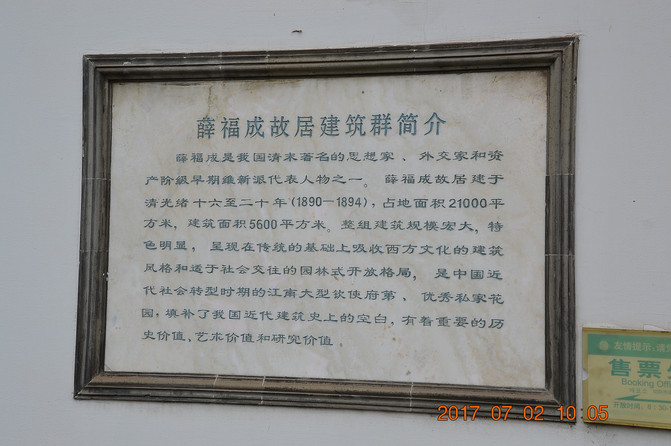 薛福成故居建筑群简介
薛福成是我国清末著名的思想家、外交家和资
产阶级早期维新派代表人物之一。薛福成故居建于
清光绪十六至二十年(1890—1894),占地面积21000平
方米,建筑面积5600平方米。整组建筑规模宏大,特
色明显,呈现在传统的基础上吸收西方文化的建筑
风格和适于社会交往的园林式开放格局,是中国近
代社会转型时期的江南大型钦使府第、优秀私家花
园,填补了我国近代建筑史上的空白,有着重要的历
史价值、艺术价值和研究价值。
友情提示:请
售票
Booking Off
2017 07 02 10:05